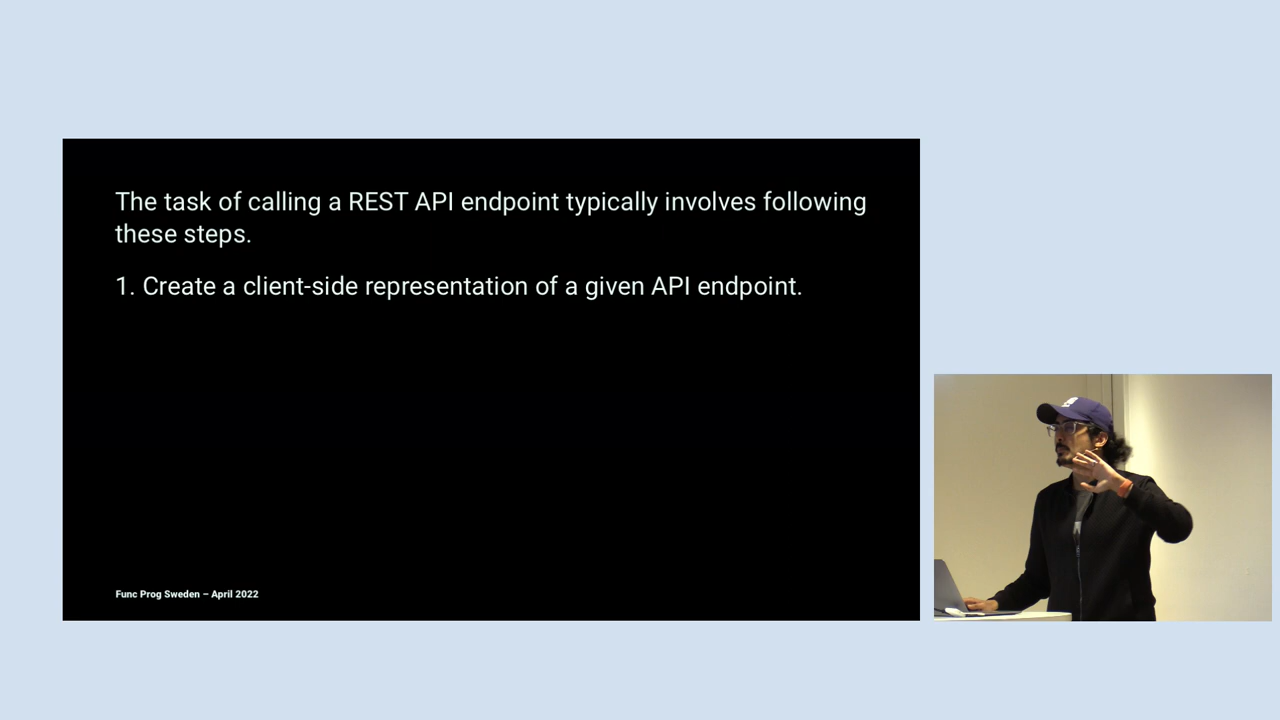 The task of calling a REST API endpoint typically involves following
these steps.
1. Create a client-side representation of a given API endpoint.
Func Prog Sweden – April 2022